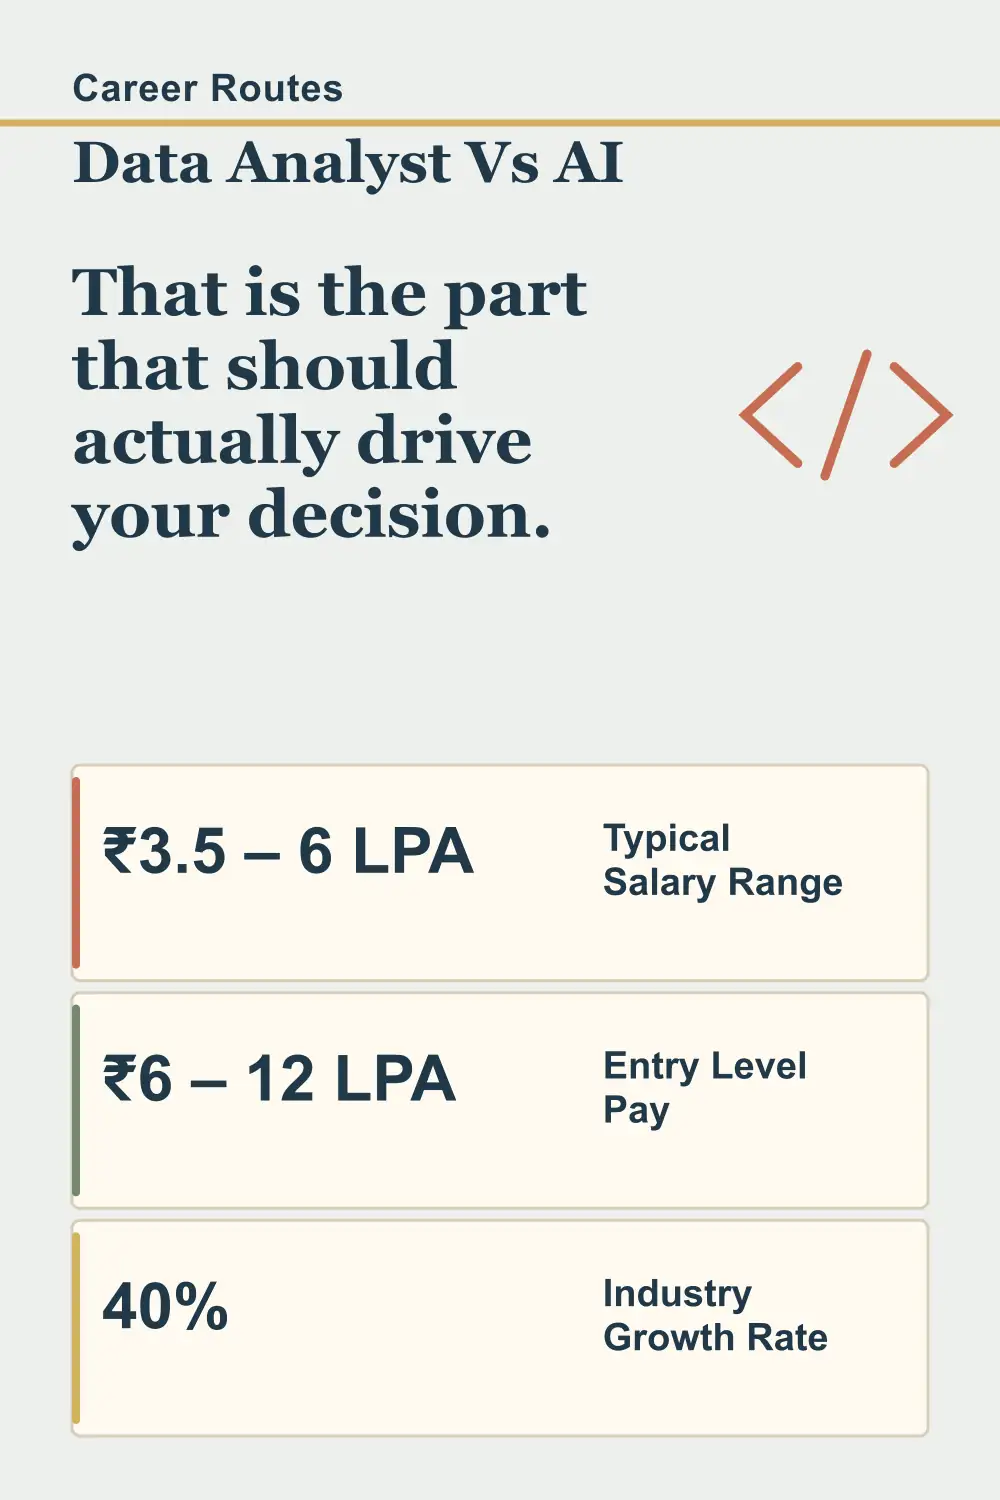 Career Routes
Data Analyst Vs AI
That is the part
that should
actually drive
your decision.
₹3.5 – 6 LPA
Typical
Salary Range
₹6 – 12 LPA
Entry Level
Pay
40%
Industry
Growth Rate